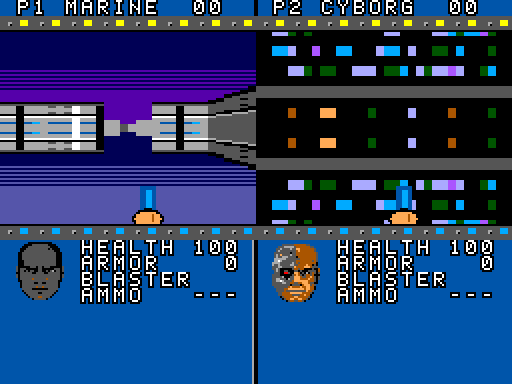 P1 MARINE 00
P2 CYBORG 00
HEALTH 100
ARMOR 0
BLASTER
AMMO ---
HEALTH 100
ARMOR 0
BLASTER
AMMO ---